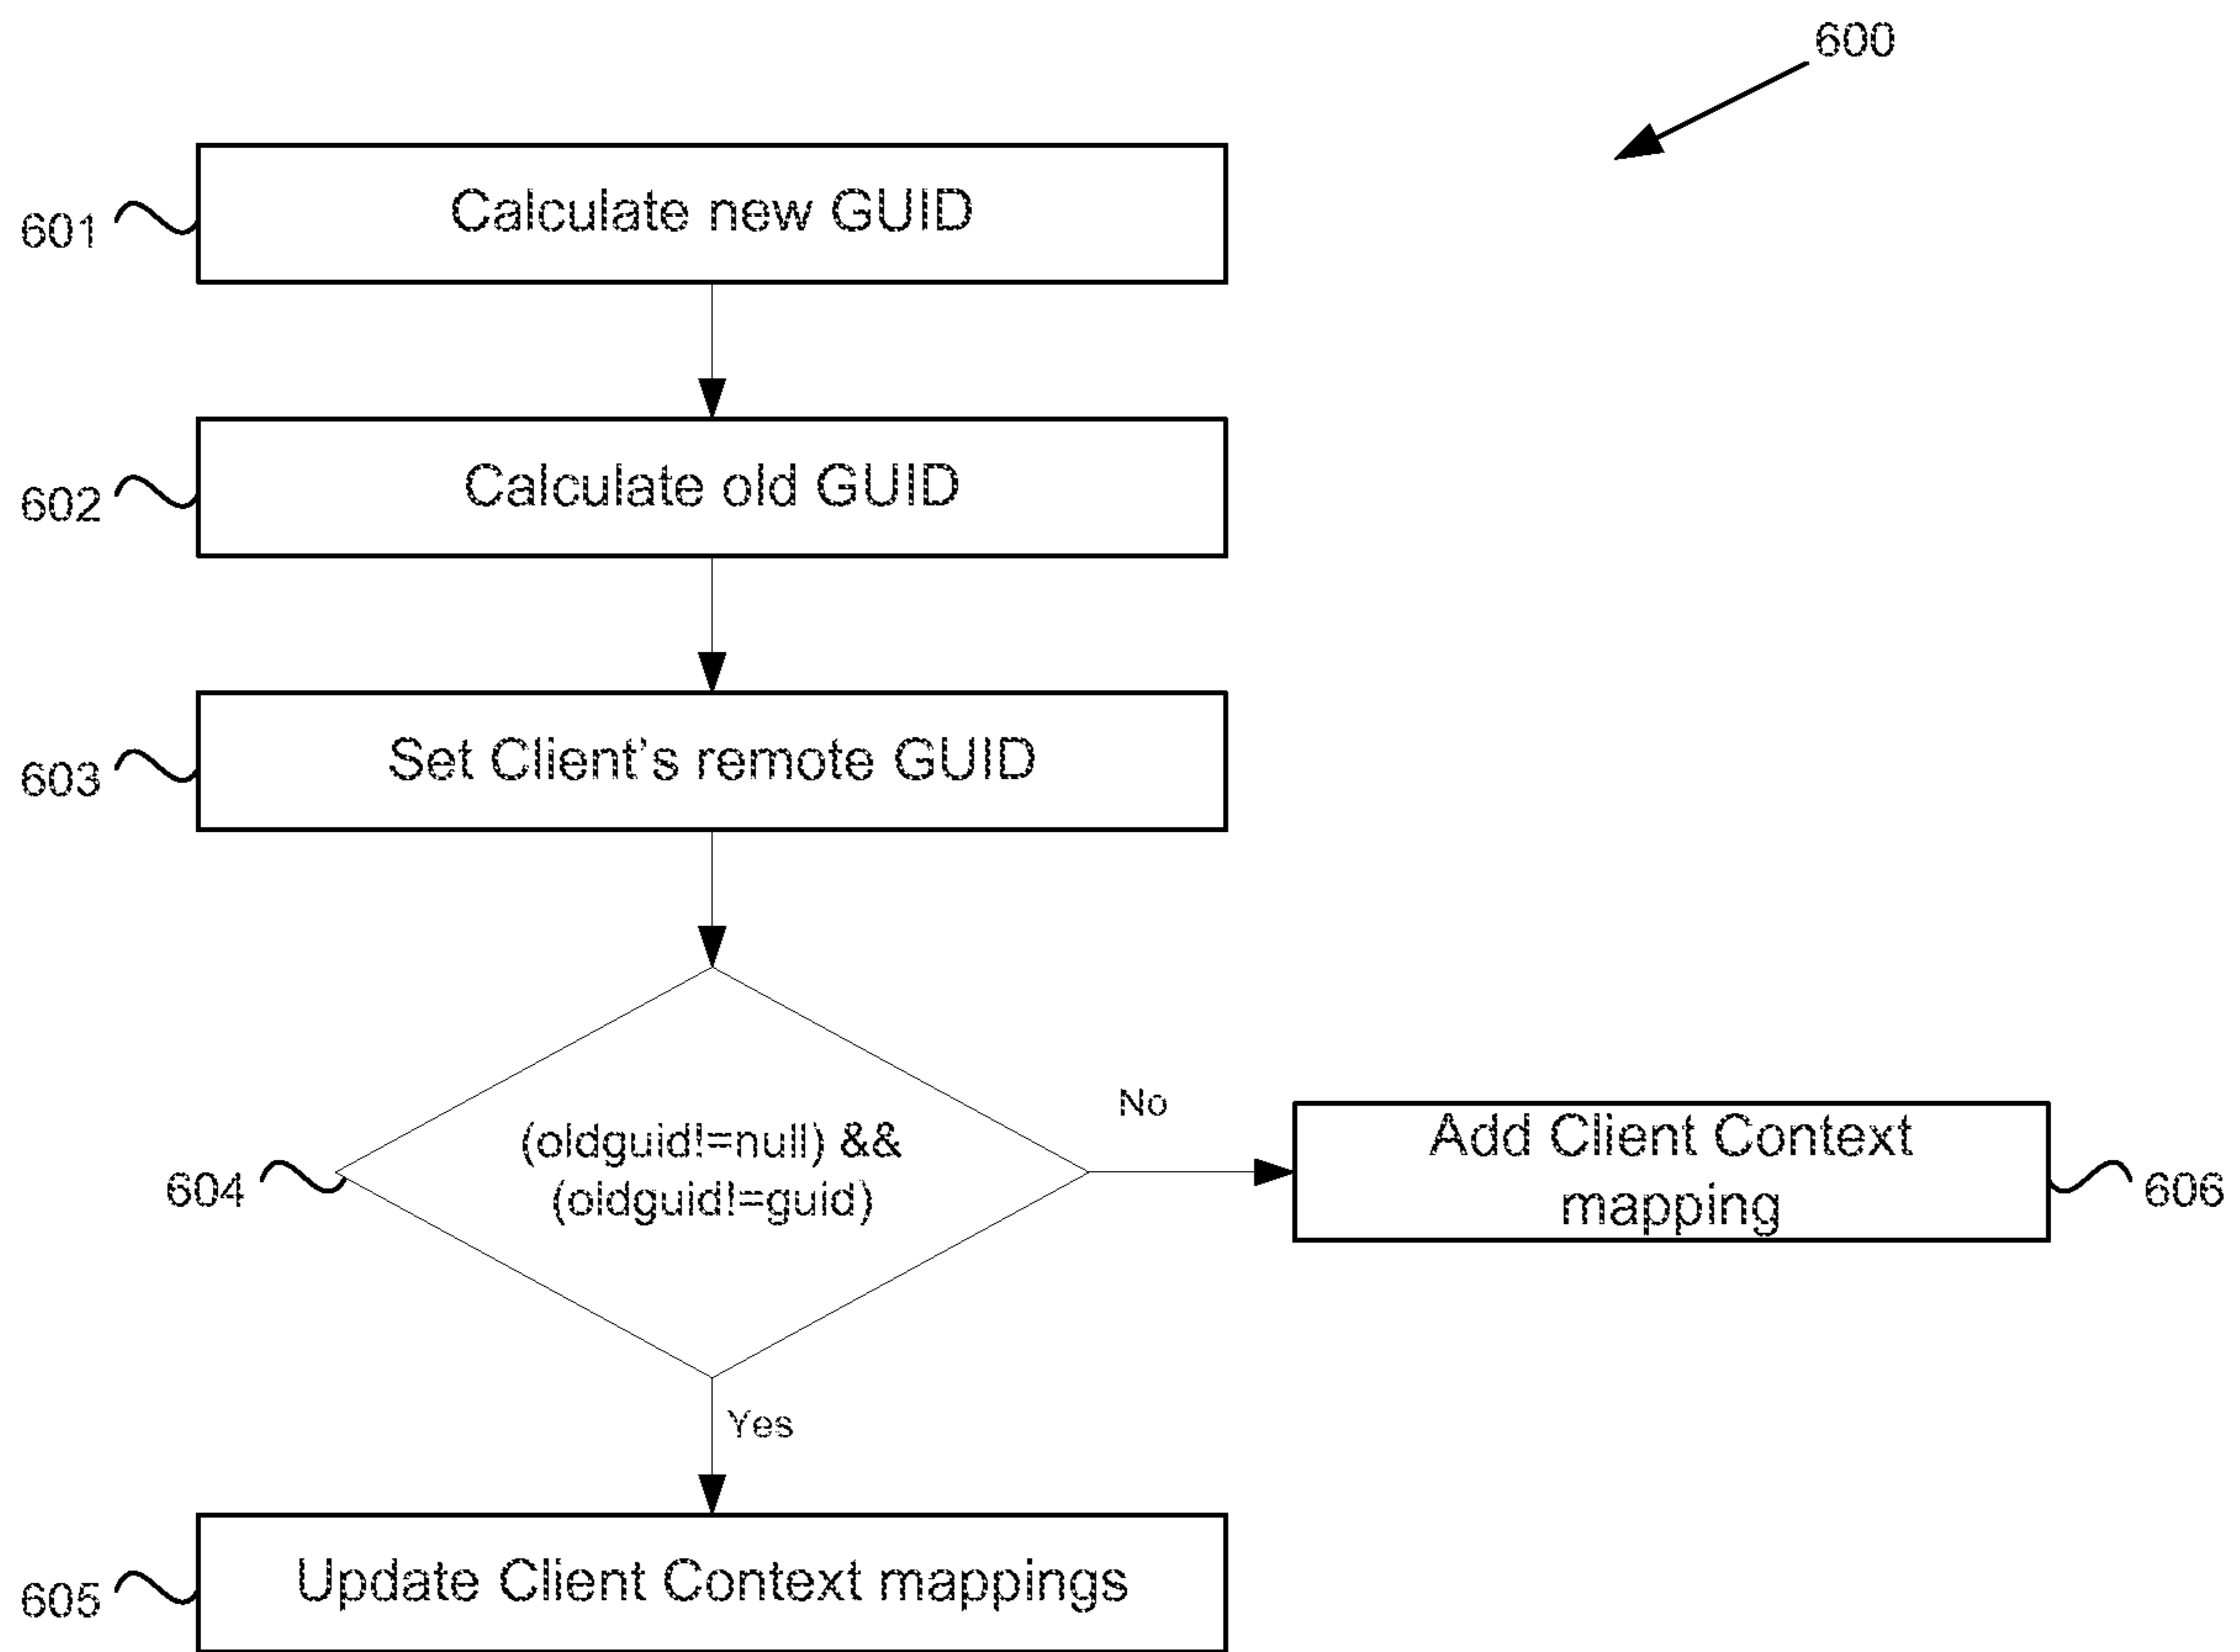 600
601
Calculate new GUID
602
Calculate old GUID
603
Set Client's remote GUID
604
(oldguid!=null) &&
(oldguid!=guid)
No
Add Client Context
mapping
606
Yes
605
Update Client Context mappings